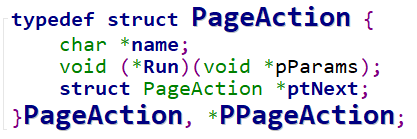 typedef struct PageAction {
    char *name;
    void (*Run)(void *pParams);
    struct PageAction *ptNext;
}PageAction, *PPageAction;